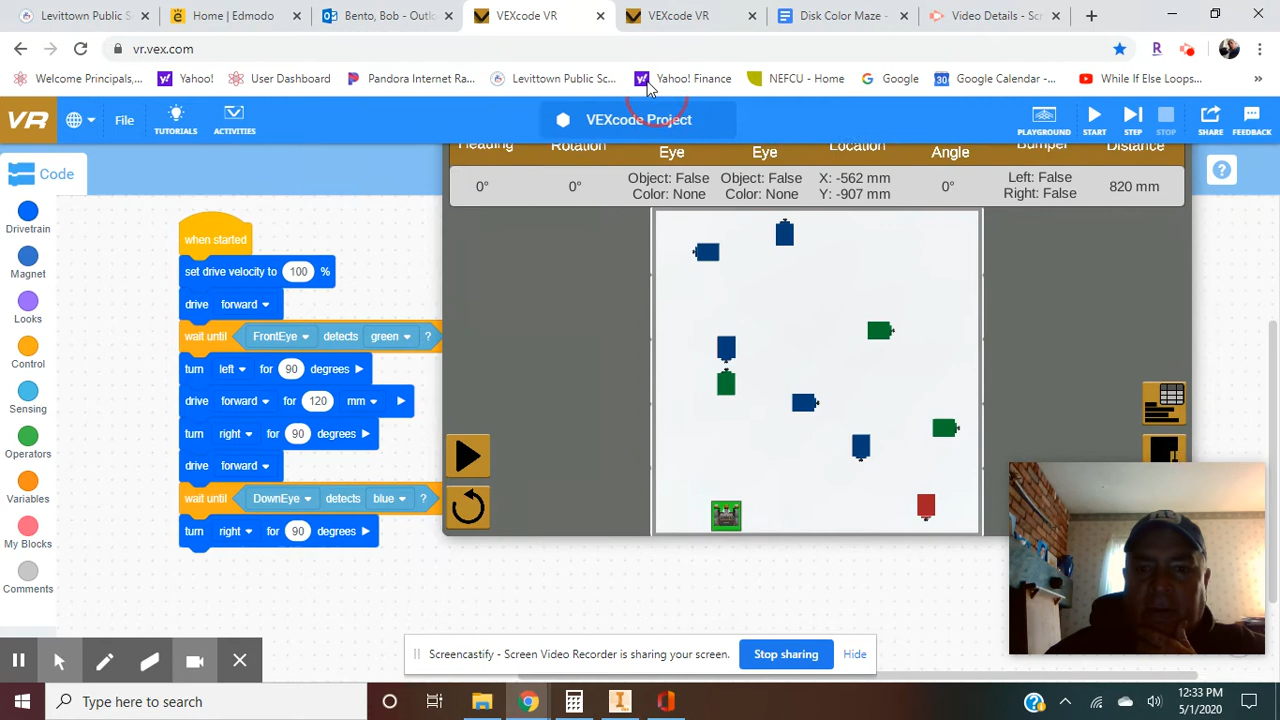 Levittown Public S
Home | Edmodo
Bento, Bob - Outlo
VEXcode VR
VEXcode VR
Disk Color Maze -
Video Details - Scr
vr.vex.com
Welcome Principals,...
Yahoo!
User Dashboard
Pandora Internet Ra...
Levittown Public Sc...
Yahoo! Finance
NEFCU - Home
Google
Google Calendar -...
While If Else Loops...
VR
File
TUTORIALS
ACTIVITIES
VEXcode Project
PLAYGROUND
START
STEP
STOP
SHARE
FEEDBACK
Code
Heading
Rotation
Eye
Eye
Location
Angle
Bumper
Distance
0°
0°
Object: False
Color: None
Object: False
Color: None
X: -562 mm
Y: -907 mm
0°
Left: False
Right: False
820 mm
Drivetrain
Magnet
Looks
Control
Sensing
Operators
Variables
My Blocks
Comments
when started
set drive velocity to 100 %
drive forward
wait until FrontEye detects green ?
turn left for 90 degrees
drive forward for 120 mm
turn right for 90 degrees
drive forward
wait until DownEye detects blue ?
turn right for 90 degrees
Screencastify - Screen Video Recorder is sharing your screen.
Stop sharing
Hide
Type here to search
12:33 PM
5/1/2020